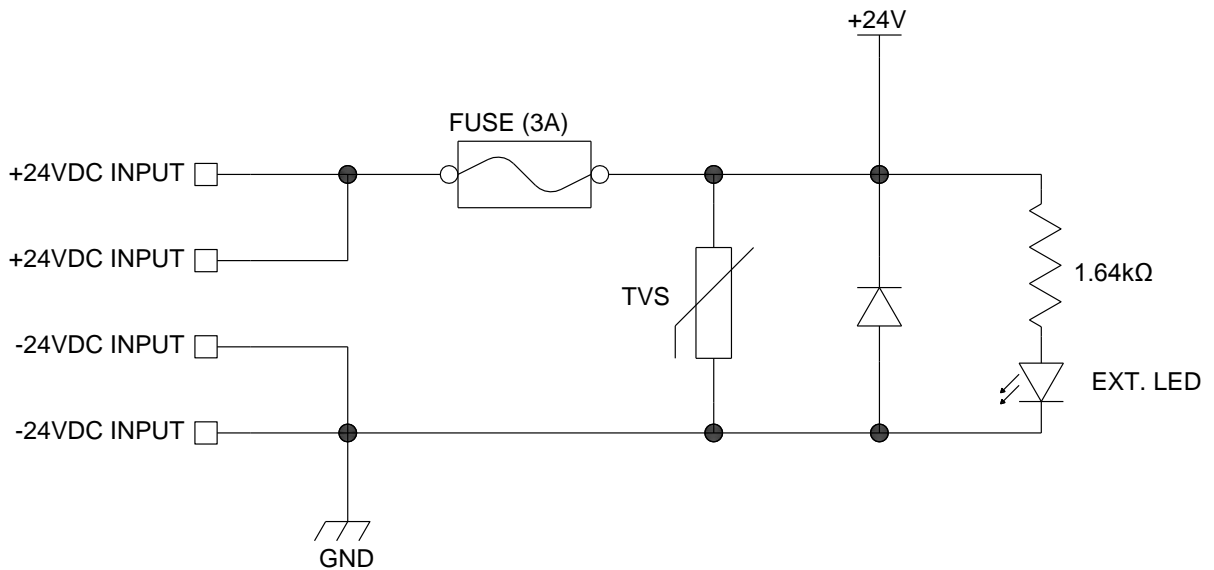 +24V
FUSE (3A)
+24VDC INPUT
+24VDC INPUT
TVS
1.64kΩ
-24VDC INPUT
EXT. LED
-24VDC INPUT
GND